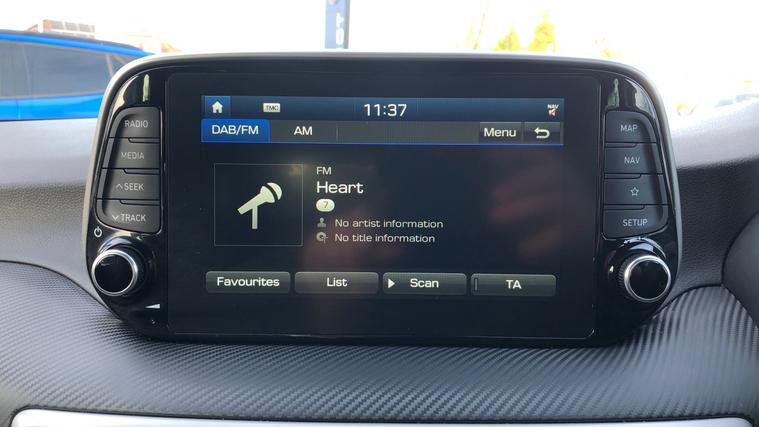 TMC
11:37
NAV
DAB/FM
AM
Menu
FM
Heart
7
No artist information
No title information
Favourites
List
Scan
TA
RADIO
MEDIA
SEEK
TRACK
MAP
NAV
SETUP